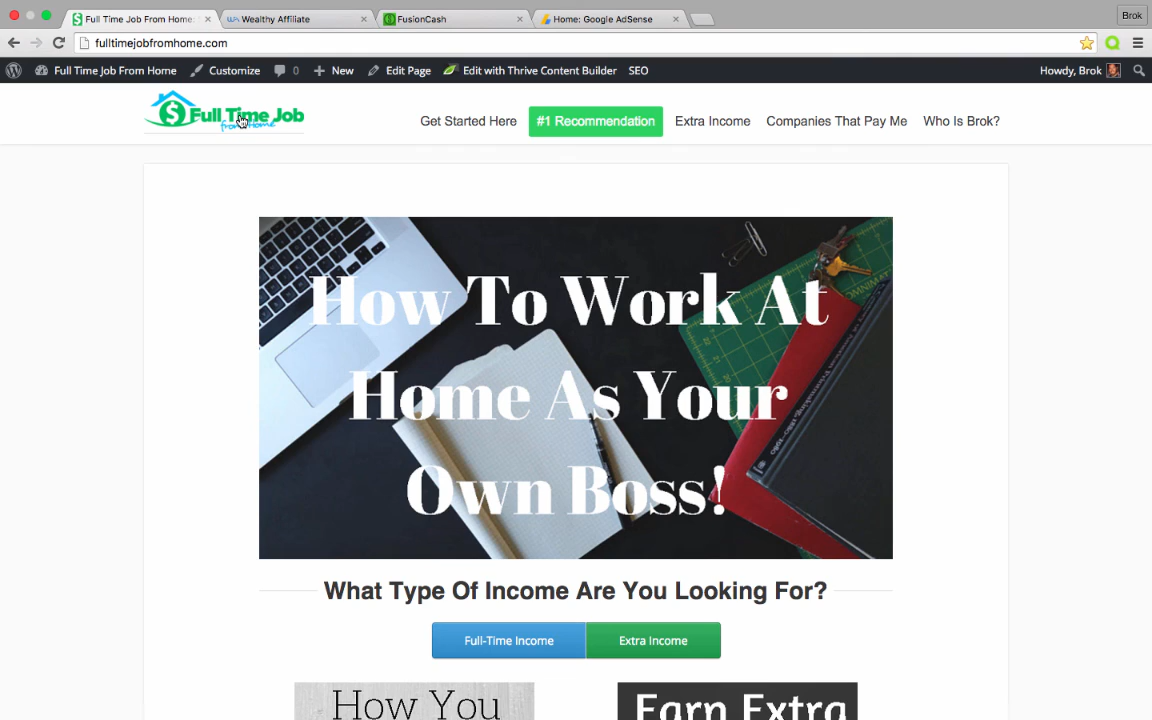 Full Time Job From Home:
Wealthy Affiliate
FusionCash
Home: Google AdSense
Brok
fulltimejobfromhome.com
Full Time Job From Home
Customize
0
New
Edit Page
Edit with Thrive Content Builder
SEO
Howdy, Brok
$ Full Time Job
from Home
Get Started Here
#1 Recommendation
Extra Income
Companies That Pay Me
Who Is Brok?
How To Work At
Home As Your
Own Boss!
What Type Of Income Are You Looking For?
Full-Time Income
Extra Income
How You
Earn Extra